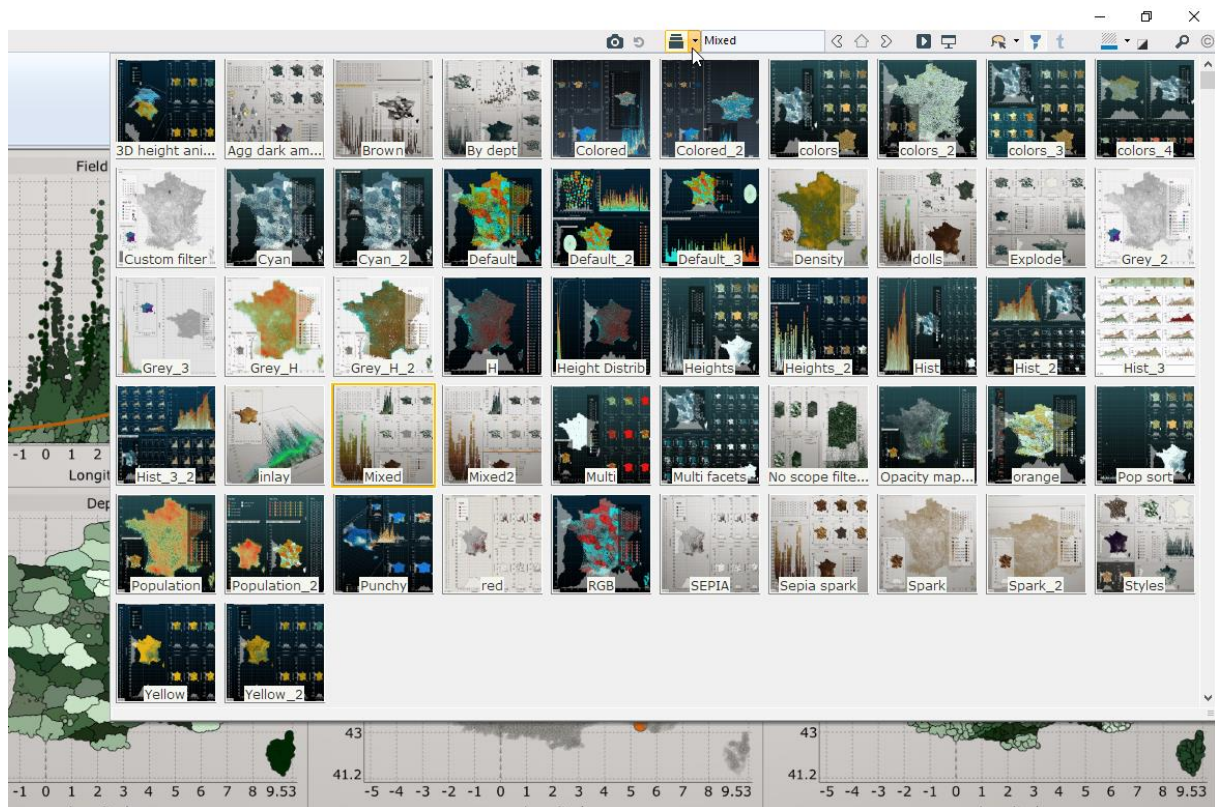 Mixed
t
©
3D height ani... Agg dark am... Brown By dept Colored Colored_2 colors colors_2 colors_3 colors_4
Field
Custom filter Cyan Cyan_2 Default Default_2 Default_3 Density dolls Explode Grey_2
Grey_3 Grey_H Grey_H_2 H Height Distrib Heights Heights_2 Hist Hist_2 Hist_3
-1 0 1 2
Longit
Hist_3_2 inlay Mixed Mixed2 Multi Multi facets No scope filte... Opacity map... orange Pop sort
Dep
Population Population_2 Punchy red RGB SEPIA Sepia spark Spark Spark_2 Styles
Yellow Yellow_2
43 43
41.2 41.2
-1 0 1 2 3 4 5 6 7 8 9.53 -5 -4 -3 -2 -1 0 1 2 3 4 5 6 7 8 9.53 -5 -4 -3 -2 -1 0 1 2 3 4 5 6 7 8 9.53